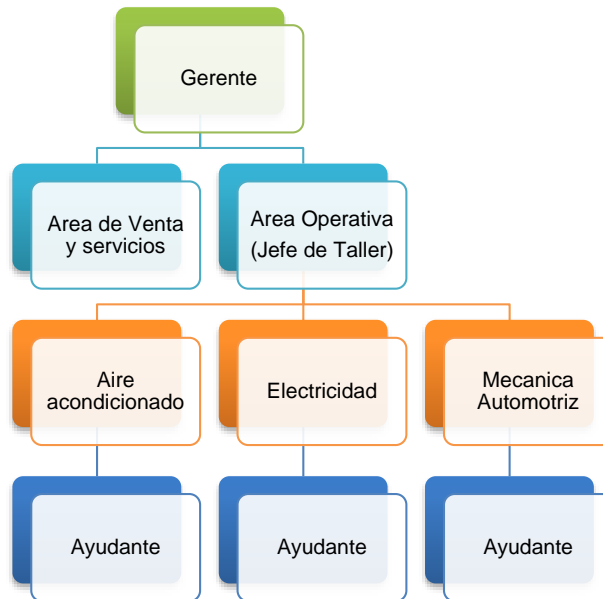 Gerente
Area de Venta
y servicios
Area Operativa
(Jefe de Taller)
Aire
acondicionado
Electricidad
Mecanica
Automotriz
Ayudante
Ayudante
Ayudante